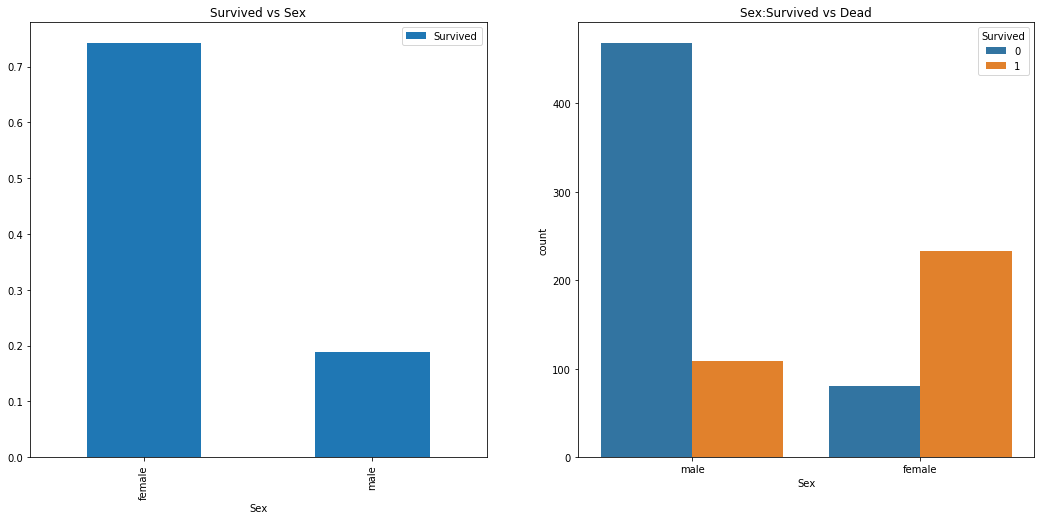 Survived vs Sex
Survived
0.7
0.6
0.5
0.4
0.3
0.2
0.1
0.0
female
male
Sex
Sex:Survived vs Dead
Survived
0
1
400
300
200
100
0
count
male
female
Sex